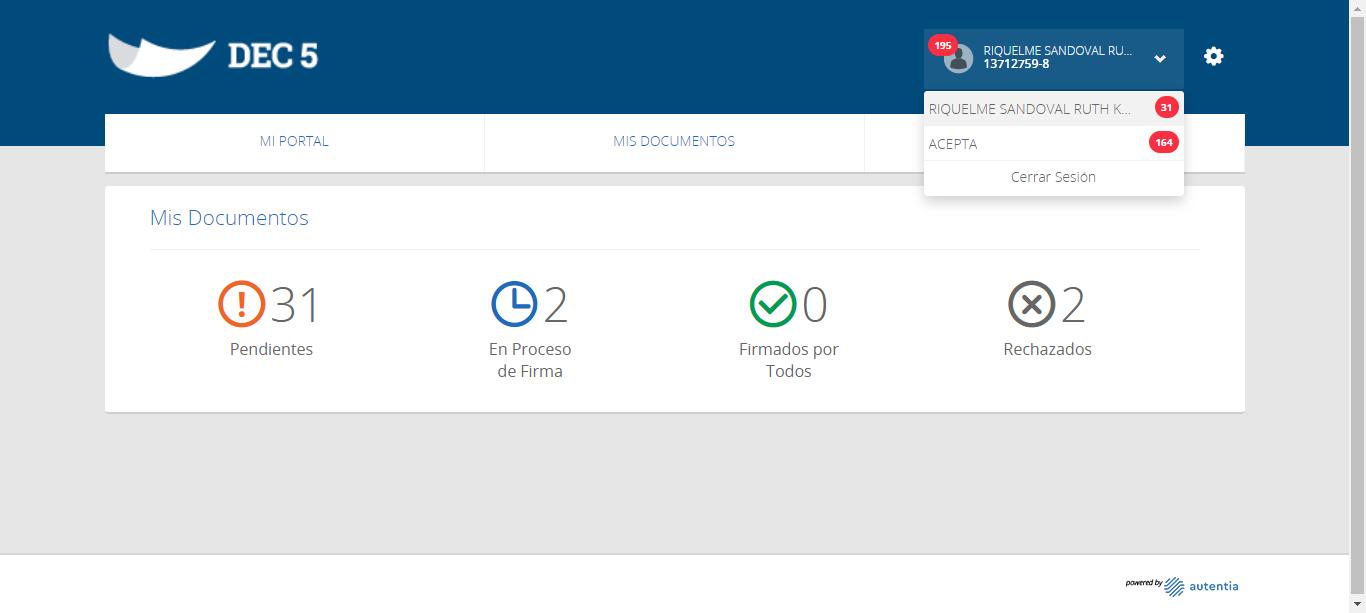 DEC 5
195
RIQUELME SANDOVAL RU...
13712759-8
RIQUELME SANDOVAL RUTH K...
31
ACEPTA
164
Cerrar Sesión
MI PORTAL
MIS DOCUMENTOS
Mis Documentos
31
Pendientes
2
En Proceso
de Firma
0
Firmados por
Todos
2
Rechazados
powered by autentia